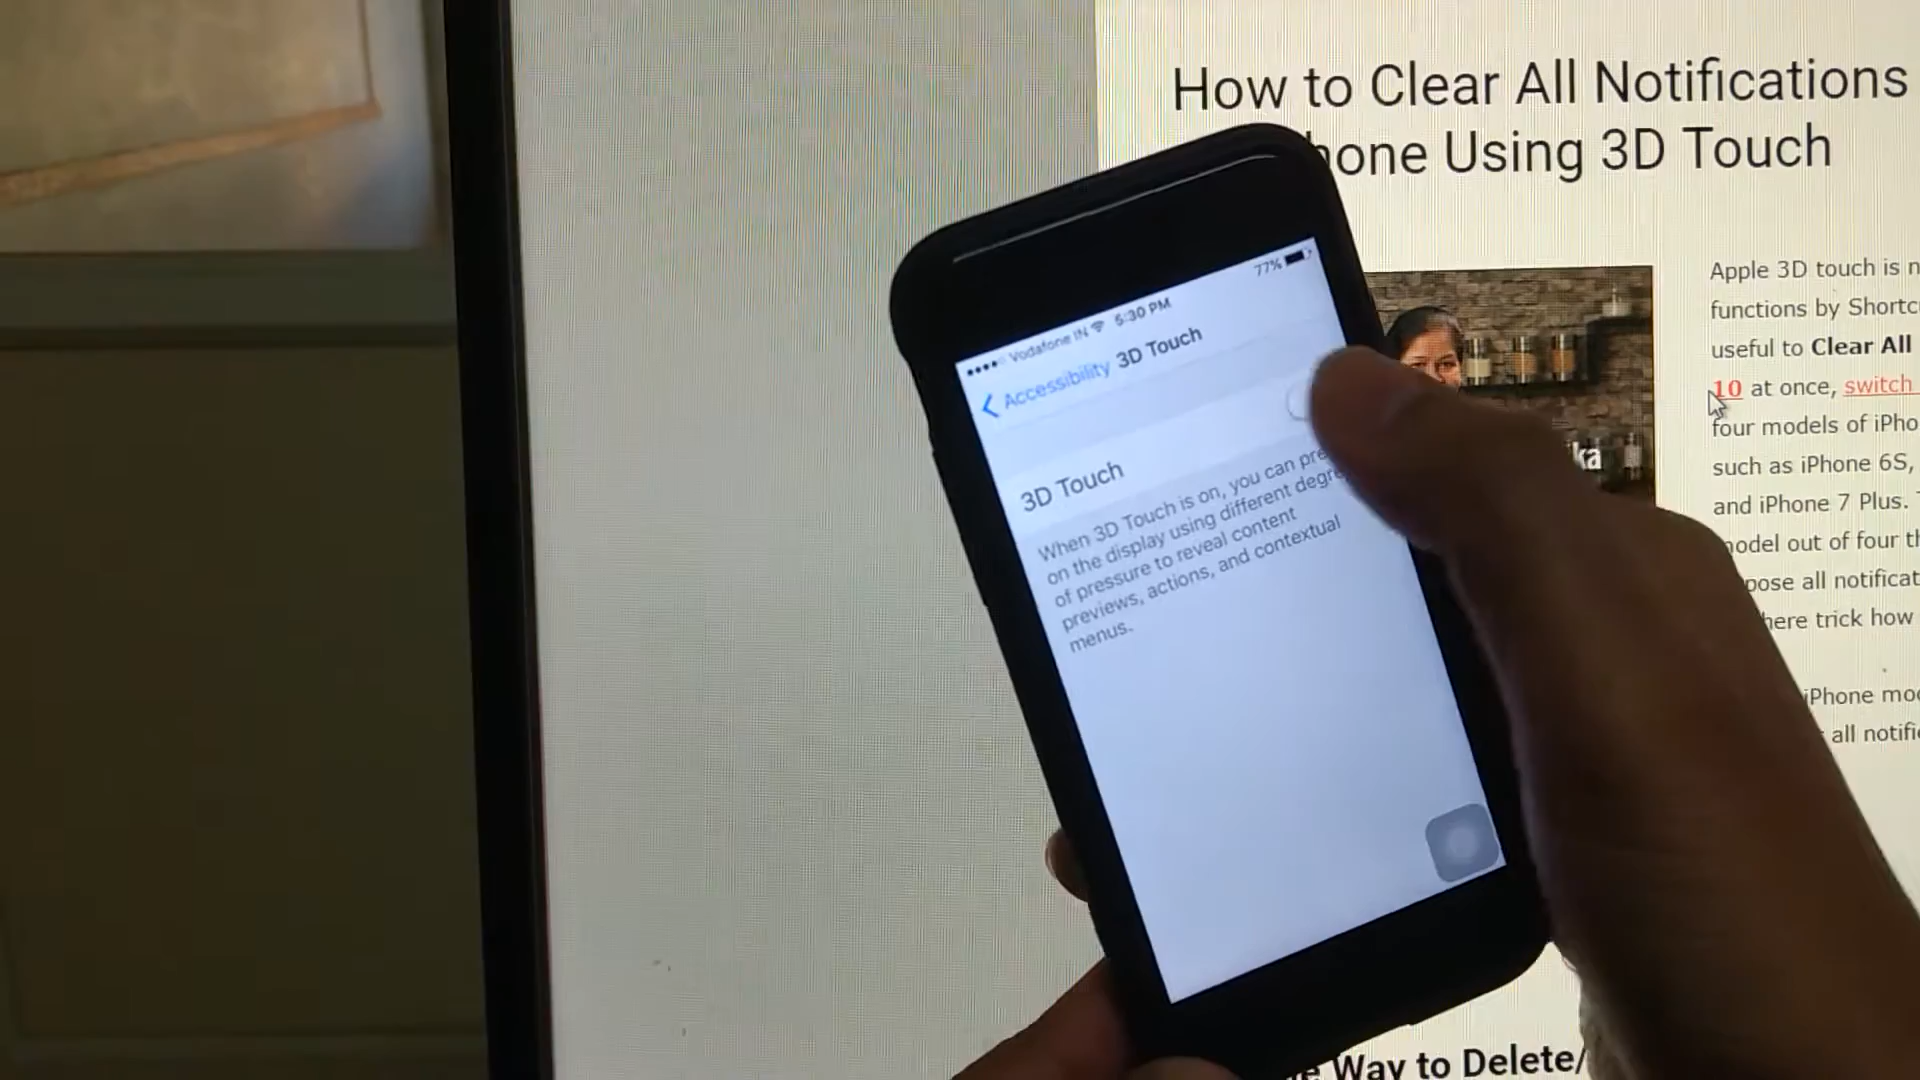 How to Clear All Notifications
hone Using 3D Touch
Apple 3D touch is n
functions by Shortc
useful to Clear All
10 at once, switch
four models of iPho
such as iPhone 6S,
and iPhone 7 Plus.
model out of four th
pose all notificat
here trick how
iPhone mo
all notifi
Way to Delete/
ka
Vodafone IN 5:30 PM 77%
Accessibility 3D Touch
3D Touch
When 3D Touch is on, you can pre
on the display using different degre
of pressure to reveal content
previews, actions, and contextual
menus.